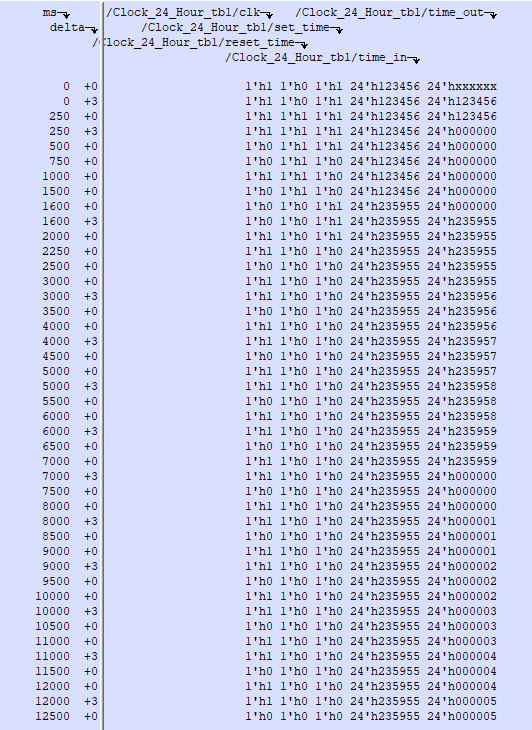 ms /Clock_24_Hour_tb1/clk /Clock_24_Hour_tb1/time_out
delta /Clock_24_Hour_tb1/set_time
/Clock_24_Hour_tb1/reset_time
/Clock_24_Hour_tb1/time_in
0 +0 1'h1 1'h0 1'h1 24'h123456 24'hxxxxxx
0 +3 1'h1 1'h0 1'h1 24'h123456 24'h123456
250 +0 1'h1 1'h1 1'h1 24'h123456 24'h123456
250 +3 1'h1 1'h1 1'h1 24'h123456 24'h000000
500 +0 1'h0 1'h1 1'h1 24'h123456 24'h000000
750 +0 1'h0 1'h1 1'h0 24'h123456 24'h000000
1000 +0 1'h1 1'h1 1'h0 24'h123456 24'h000000
1500 +0 1'h0 1'h1 1'h0 24'h123456 24'h000000
1600 +0 1'h0 1'h0 1'h1 24'h235955 24'h000000
1600 +3 1'h0 1'h0 1'h1 24'h235955 24'h235955
2000 +0 1'h1 1'h0 1'h1 24'h235955 24'h235955
2250 +0 1'h1 1'h0 1'h0 24'h235955 24'h235955
2500 +0 1'h0 1'h0 1'h0 24'h235955 24'h235955
3000 +0 1'h1 1'h0 1'h0 24'h235955 24'h235955
3000 +3 1'h1 1'h0 1'h0 24'h235955 24'h235956
3500 +0 1'h0 1'h0 1'h0 24'h235955 24'h235956
4000 +0 1'h1 1'h0 1'h0 24'h235955 24'h235956
4000 +3 1'h1 1'h0 1'h0 24'h235955 24'h235957
4500 +0 1'h0 1'h0 1'h0 24'h235955 24'h235957
5000 +0 1'h1 1'h0 1'h0 24'h235955 24'h235957
5000 +3 1'h1 1'h0 1'h0 24'h235955 24'h235958
5500 +0 1'h0 1'h0 1'h0 24'h235955 24'h235958
6000 +0 1'h1 1'h0 1'h0 24'h235955 24'h235958
6000 +3 1'h1 1'h0 1'h0 24'h235955 24'h235959
6500 +0 1'h0 1'h0 1'h0 24'h235955 24'h235959
7000 +0 1'h1 1'h0 1'h0 24'h235955 24'h235959
7000 +3 1'h1 1'h0 1'h0 24'h235955 24'h000000
7500 +0 1'h0 1'h0 1'h0 24'h235955 24'h000000
8000 +0 1'h1 1'h0 1'h0 24'h235955 24'h000000
8000 +3 1'h1 1'h0 1'h0 24'h235955 24'h000001
8500 +0 1'h0 1'h0 1'h0 24'h235955 24'h000001
9000 +0 1'h1 1'h0 1'h0 24'h235955 24'h000001
9000 +3 1'h1 1'h0 1'h0 24'h235955 24'h000002
9500 +0 1'h0 1'h0 1'h0 24'h235955 24'h000002
10000 +0 1'h1 1'h0 1'h0 24'h235955 24'h000002
10000 +3 1'h1 1'h0 1'h0 24'h235955 24'h000003
10500 +0 1'h0 1'h0 1'h0 24'h235955 24'h000003
11000 +0 1'h1 1'h0 1'h0 24'h235955 24'h000003
11000 +3 1'h1 1'h0 1'h0 24'h235955 24'h000004
11500 +0 1'h0 1'h0 1'h0 24'h235955 24'h000004
12000 +0 1'h1 1'h0 1'h0 24'h235955 24'h000004
12000 +3 1'h1 1'h0 1'h0 24'h235955 24'h000005
12500 +0 1'h0 1'h0 1'h0 24'h235955 24'h000005